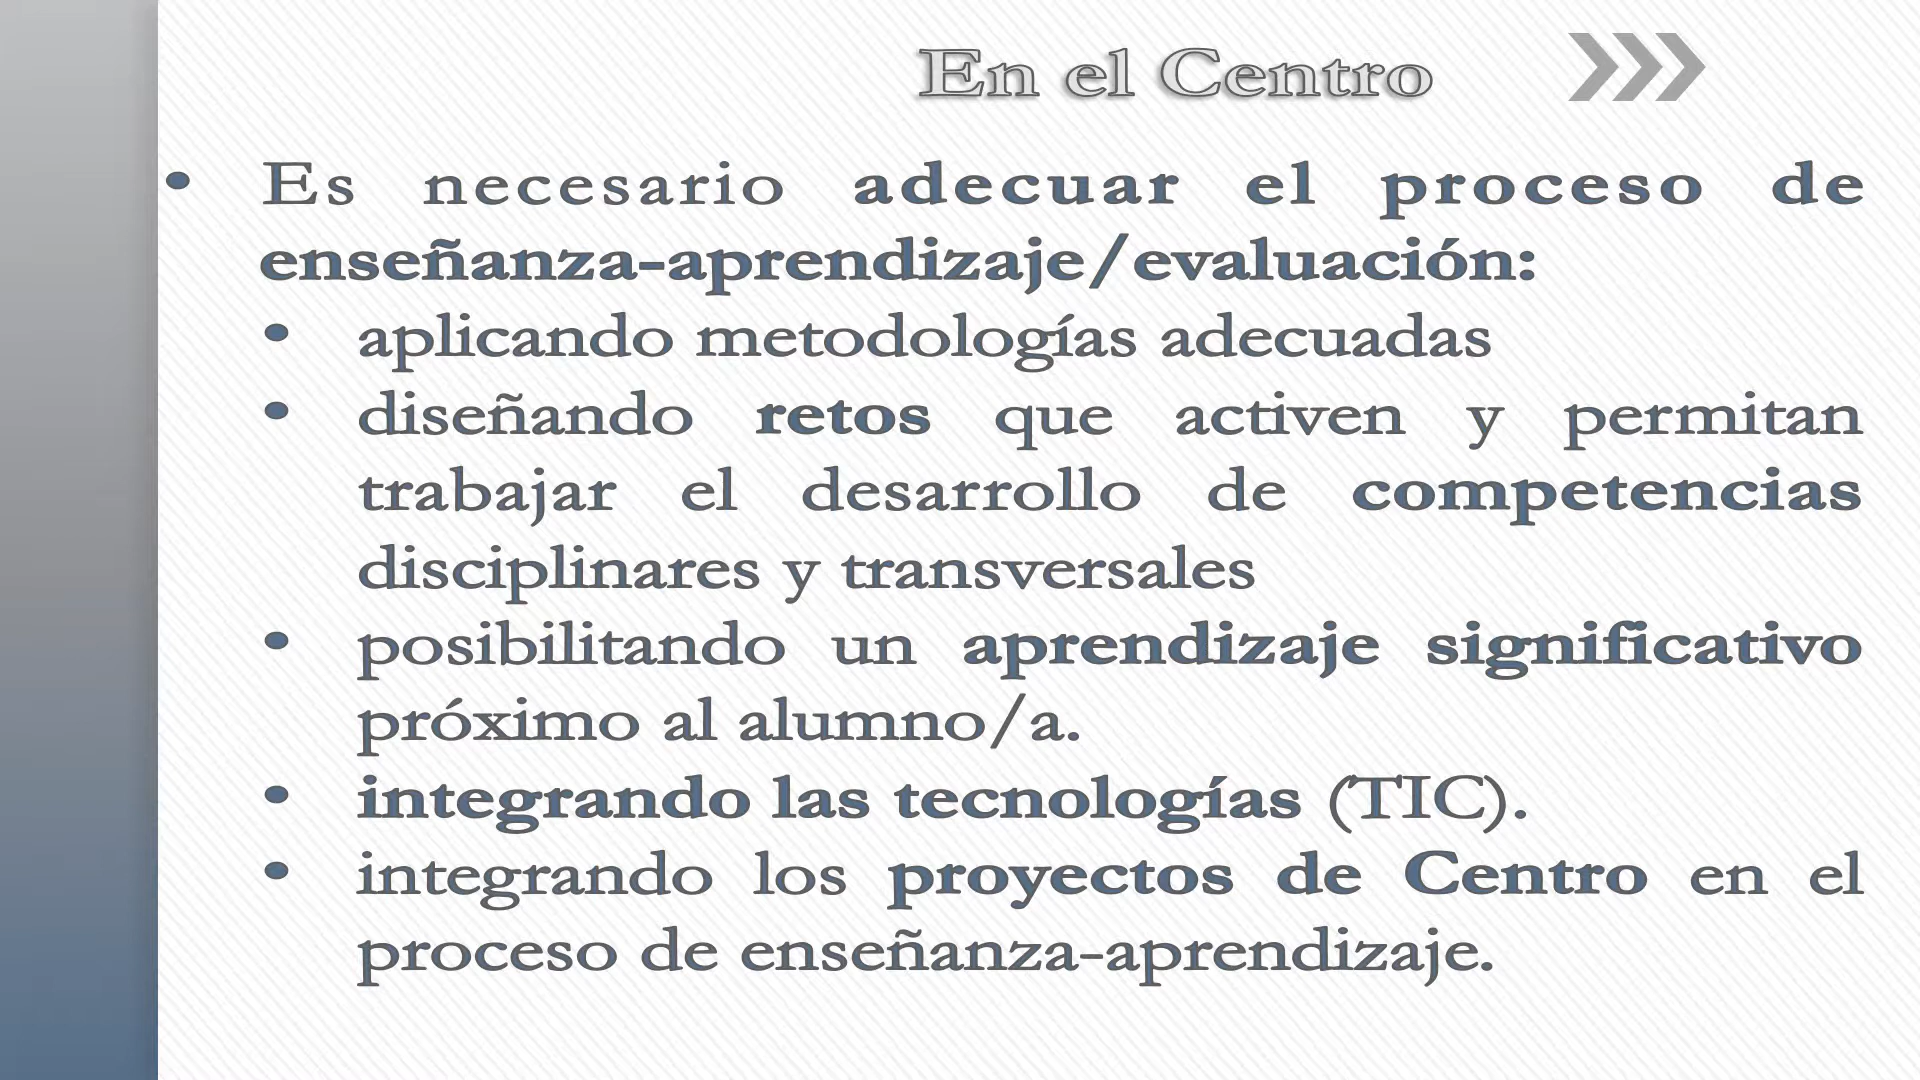 En el Centro
• Es necesario adecuar el proceso de
enseñanza-aprendizaje/evaluación:
• aplicando metodologías adecuadas
• diseñando retos que activen y permitan
trabajar el desarrollo de competencias
disciplinares y transversales
• posibilitando un aprendizaje significativo
próximo al alumno/a.
• integrando las tecnologías (TIC).
• integrando los proyectos de Centro en el
proceso de enseñanza-aprendizaje.